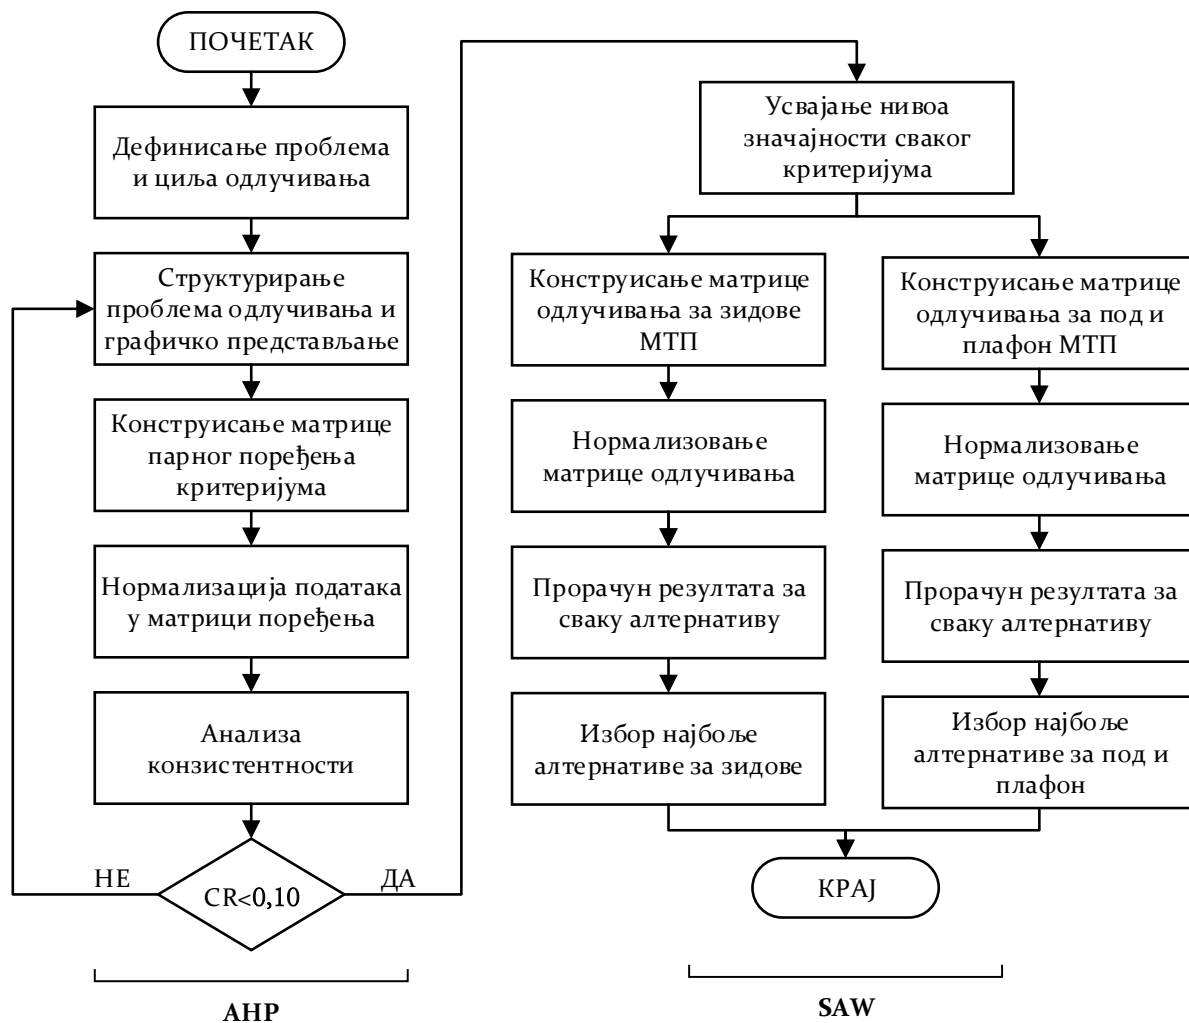 ПОЧЕТАК
Дефинисање проблема
и циља одлучивања
Структурирање
проблема одлучивања и
графичко представљање
Конструисање матрице
парног поређења
критеријума
Нормализација података
у матрици поређења
Анализа
конзистентности
НЕ
CR<0,10
ДА
AHP
Усвајање нивоа
значајности сваког
критеријума
Конструисање матрице
одлучивања за зидове
МТП
Нормализовање
матрице одлучивања
Прорачун резултата за
сваку алтернативу
Избор најбоље
алтернативе за зидове
Конструисање матрице
одлучивања за под и
плафон МТП
Нормализовање
матрице одлучивања
Прорачун резултата за
сваку алтернативу
Избор најбоље
алтернативе за под и
плафон
КРАЈ
SAW